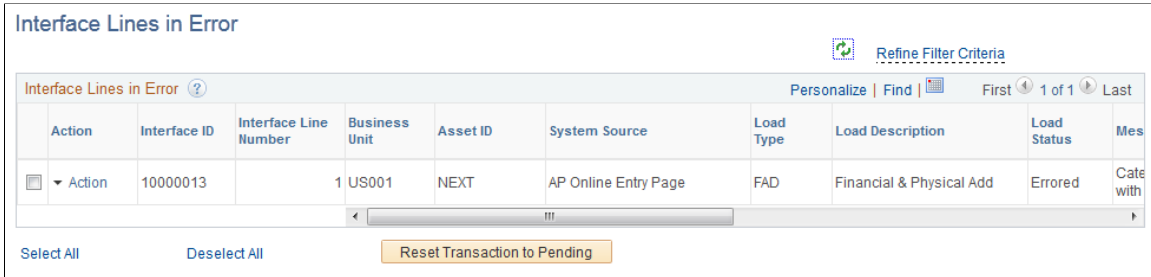 Interface Lines in Error
Refine Filter Criteria
Interface Lines in Error ? Personalize | Find | First 1 of 1 Last
Action Interface ID Interface Line Number Business Unit Asset ID System Source Load Type Load Description Load Status Mes
Action 10000013 1 US001 NEXT AP Online Entry Page FAD Financial & Physical Add Errored Cate with
Select All Deselect All Reset Transaction to Pending